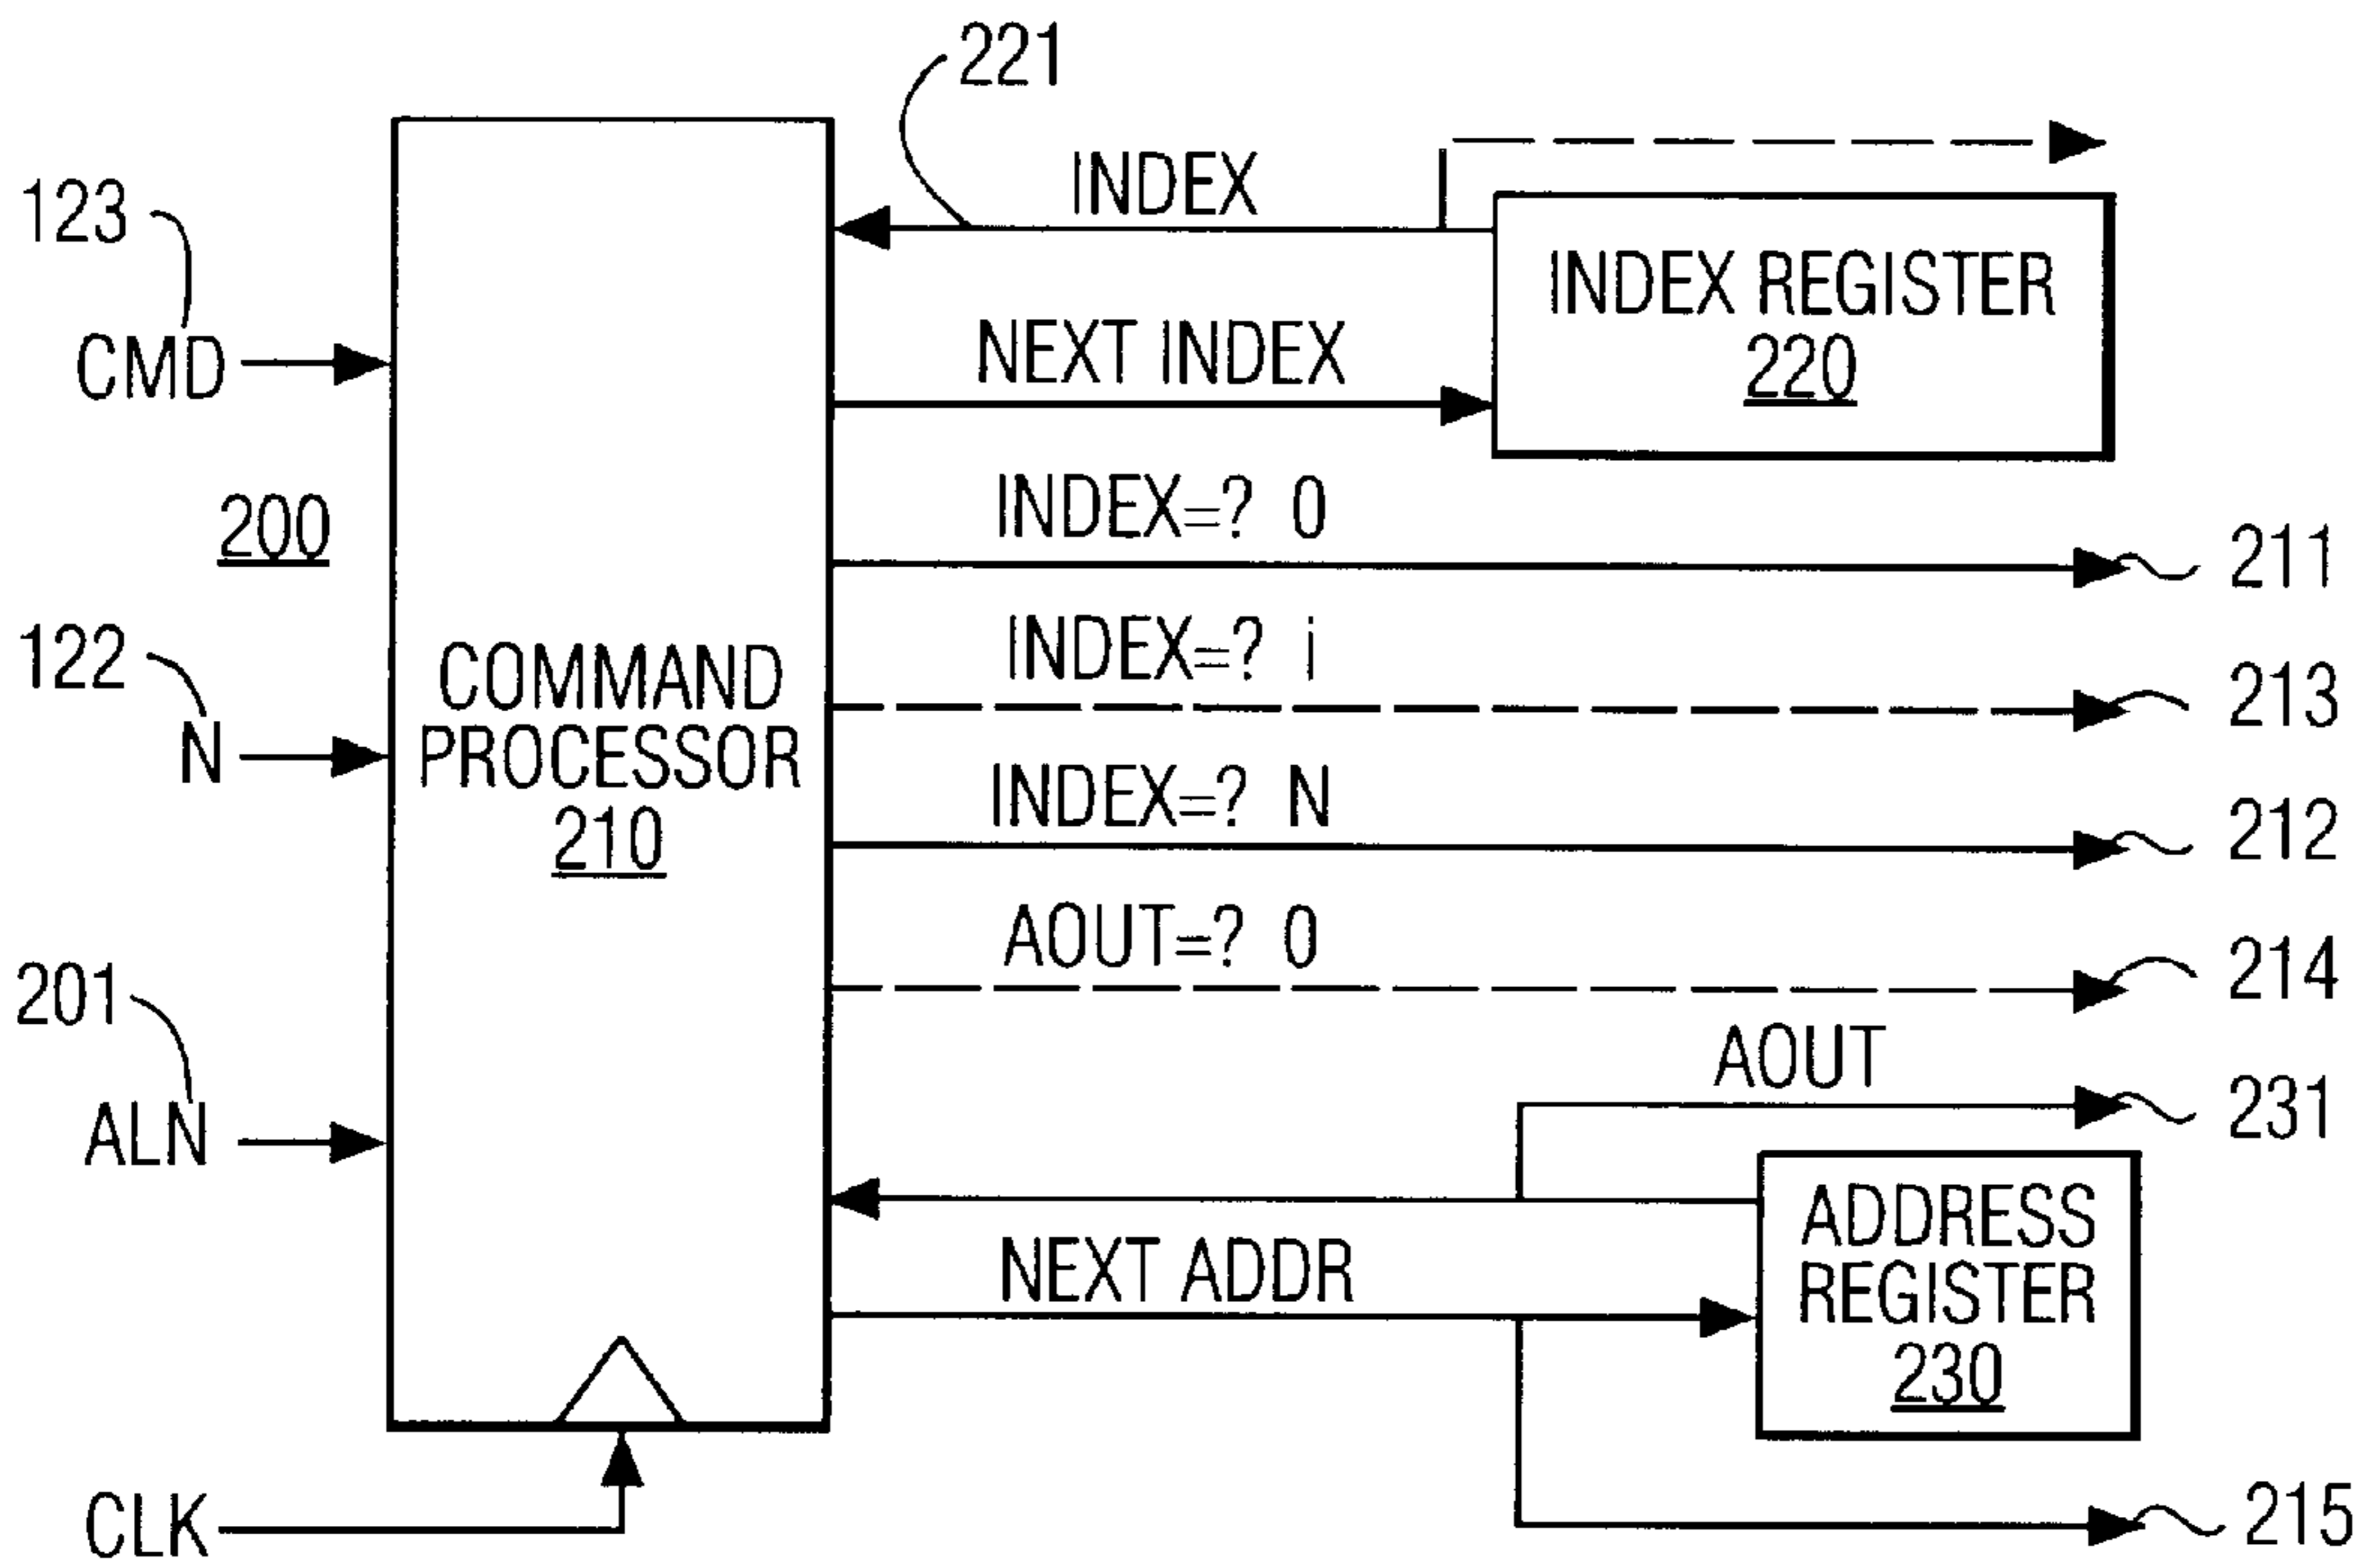 221
INDEX
123
INDEX REGISTER
220
CMD
NEXT INDEX
200
INDEX=? 0
211
INDEX=? i
213
122
N
COMMAND
PROCESSOR
210
INDEX=? N
212
AOUT=? 0
214
201
ALN
AOUT
231
ADDRESS
REGISTER
230
NEXT ADDR
CLK
215